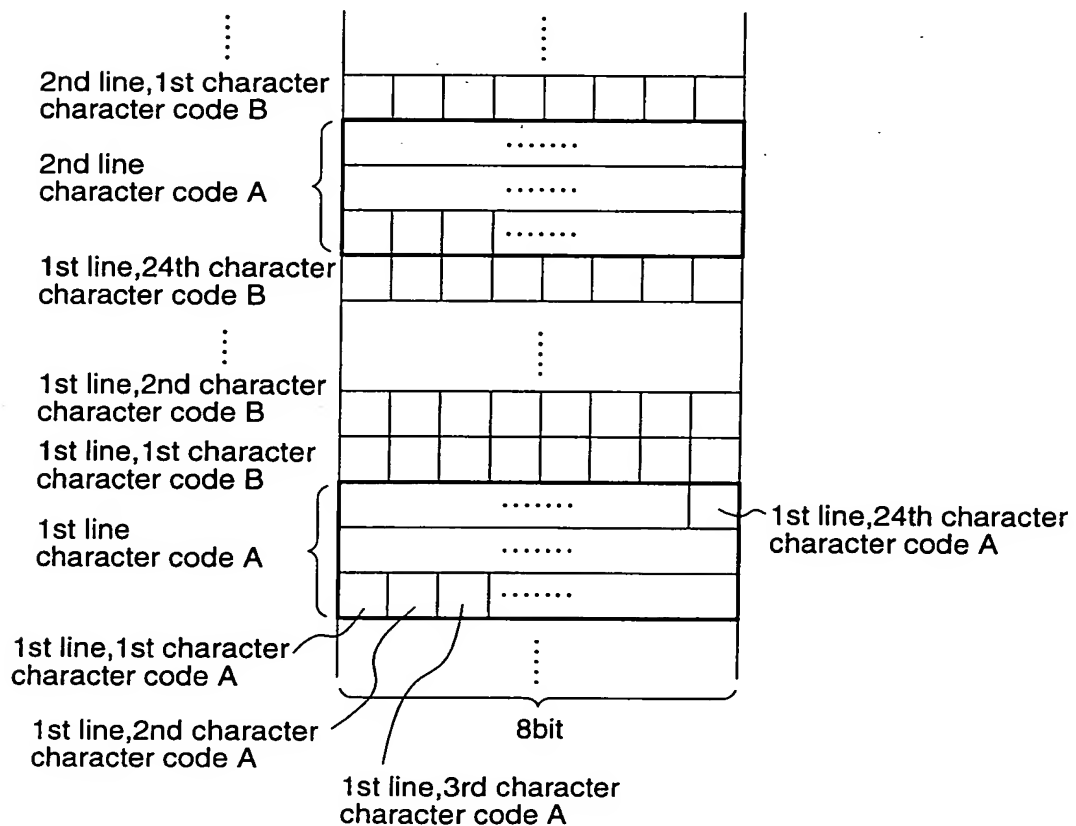 2nd line,1st character
character code B
2nd line
character code A
1st line,24th character
character code B
1st line,2nd character
character code B
1st line,1st character
character code B
1st line
character code A
1st line,24th character
character code A
1st line,1st character
character code A
8bit
1st line,2nd character
character code A
1st line,3rd character
character code A